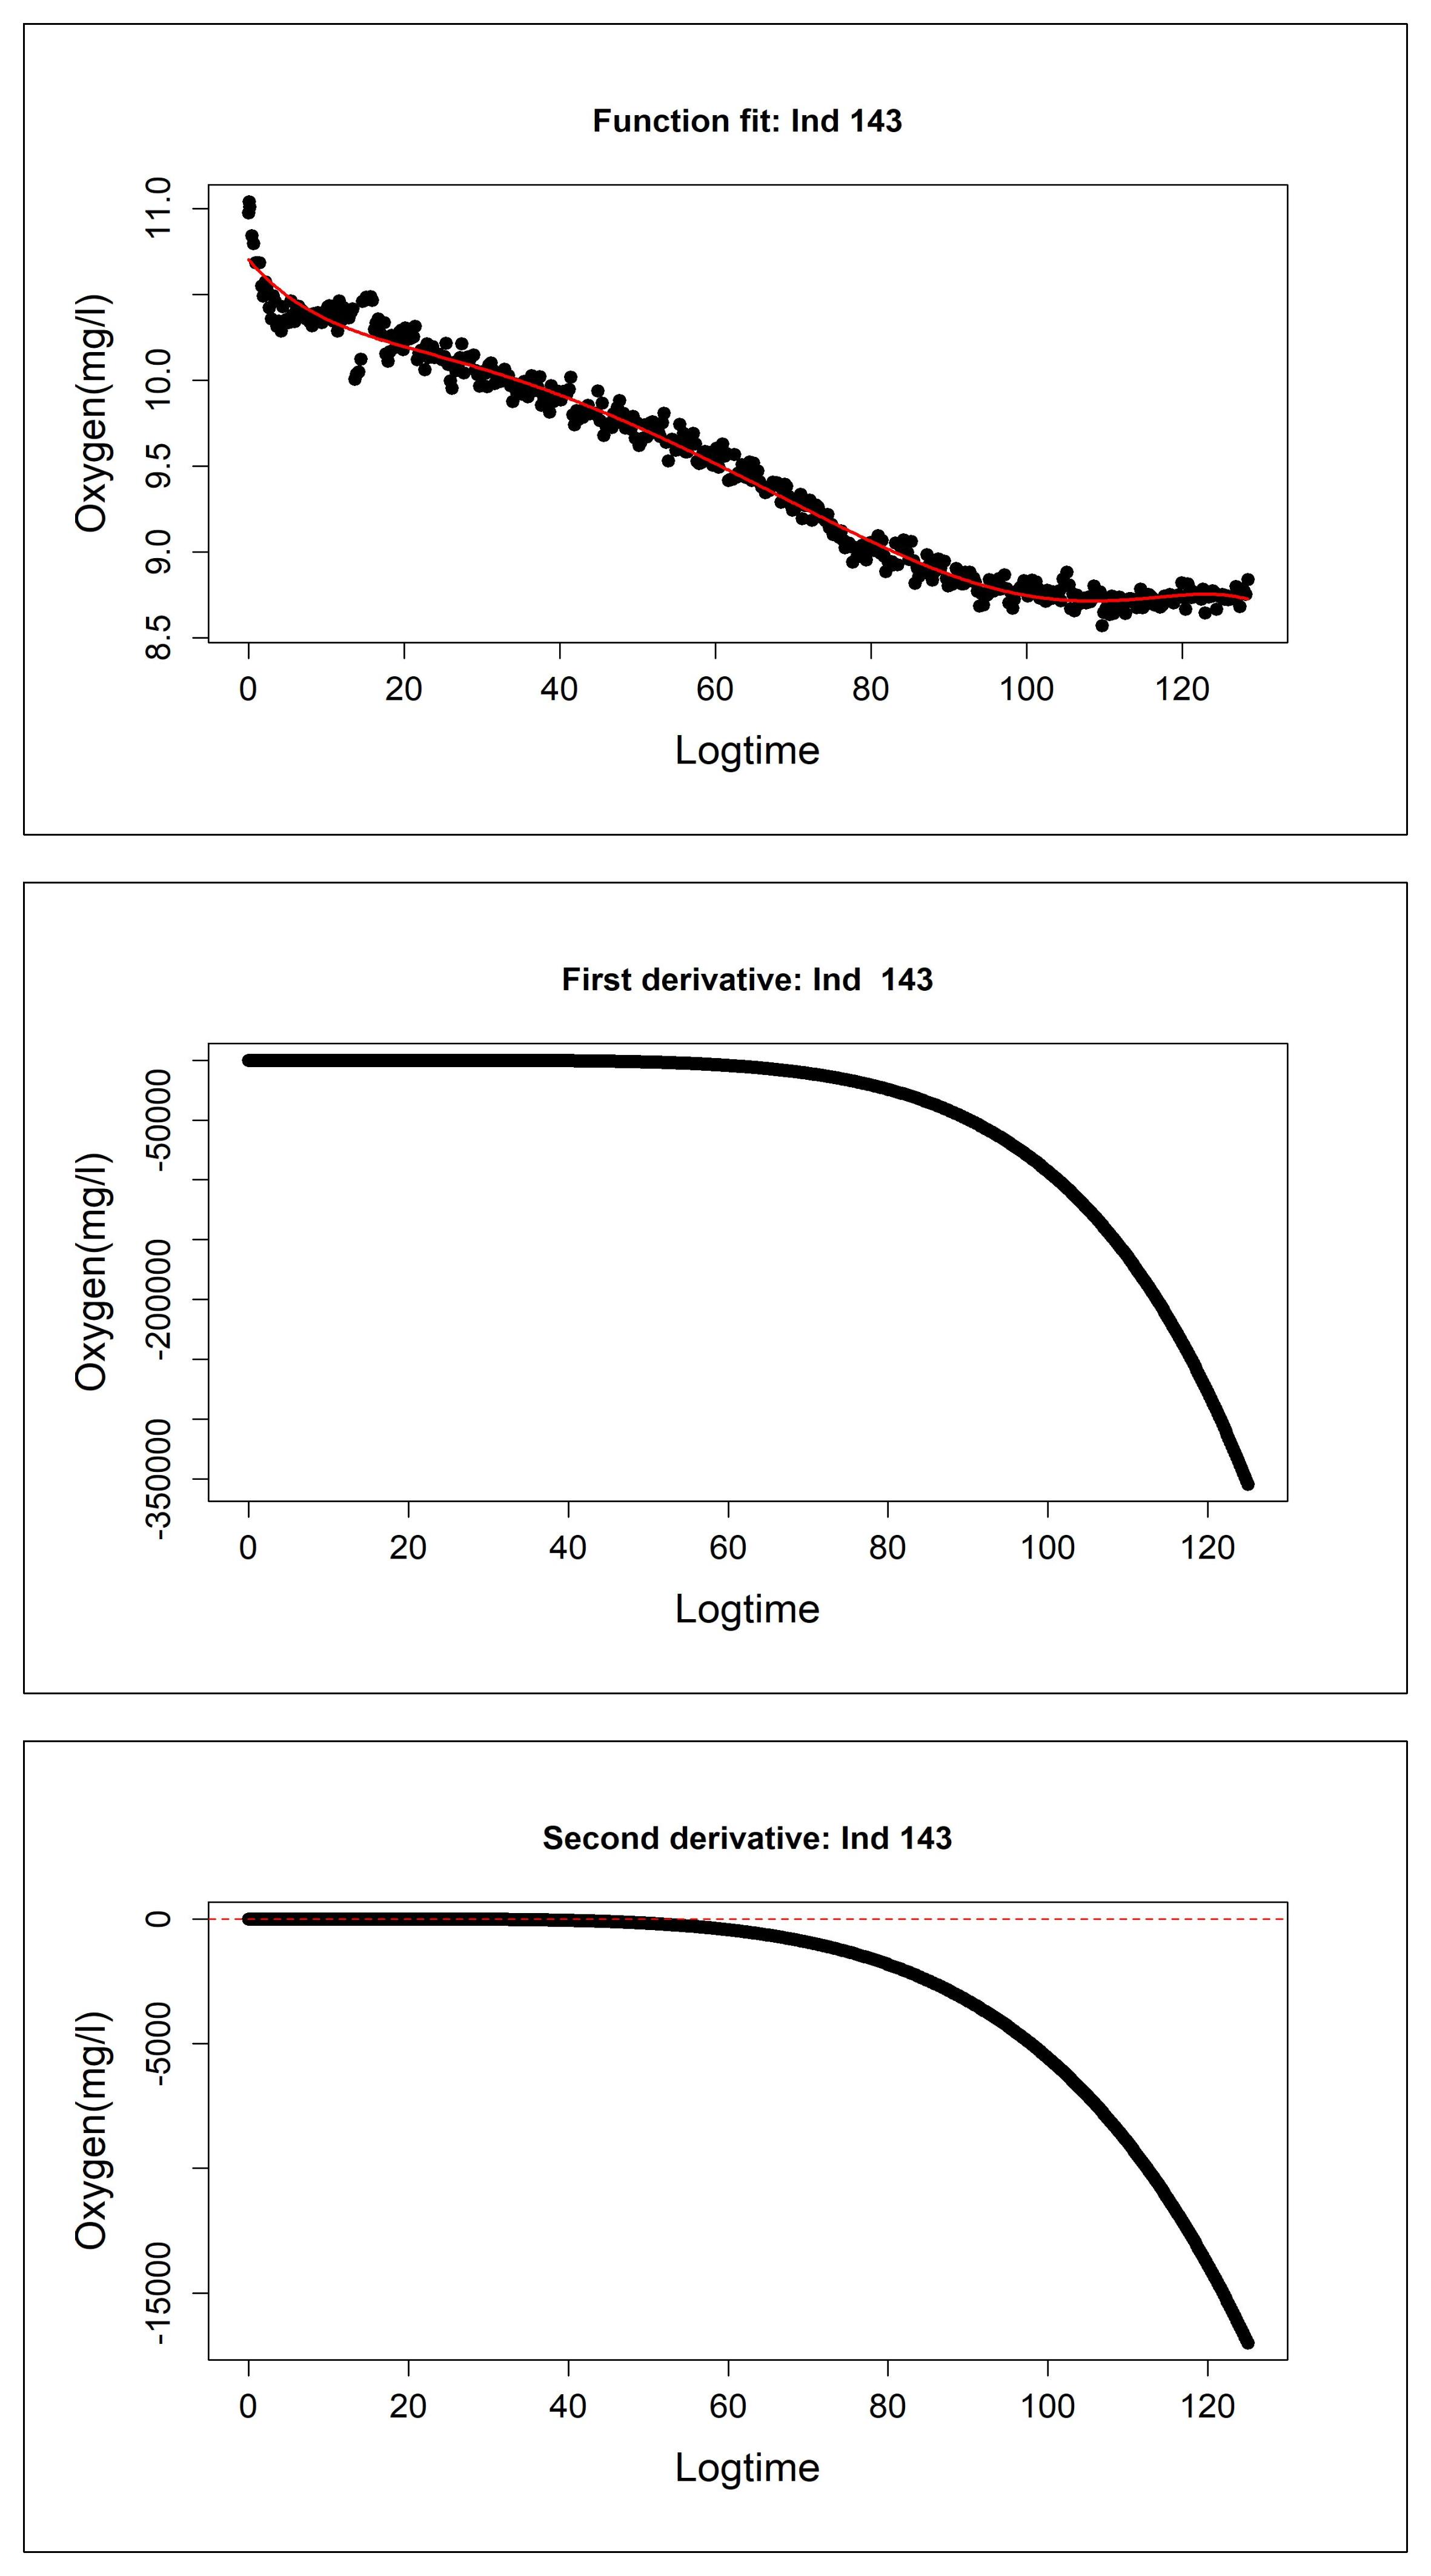 Function fit: Ind 143
11.0
10.0
9.5
9.0
8.5
Oxygen(mg/l)
0 20 40 60 80 100 120
Logtime
First derivative: Ind  143
-50000
-200000
-350000
Oxygen(mg/l)
0 20 40 60 80 100 120
Logtime
Second derivative: Ind 143
0
-5000
-15000
Oxygen(mg/l)
0 20 40 60 80 100 120
Logtime